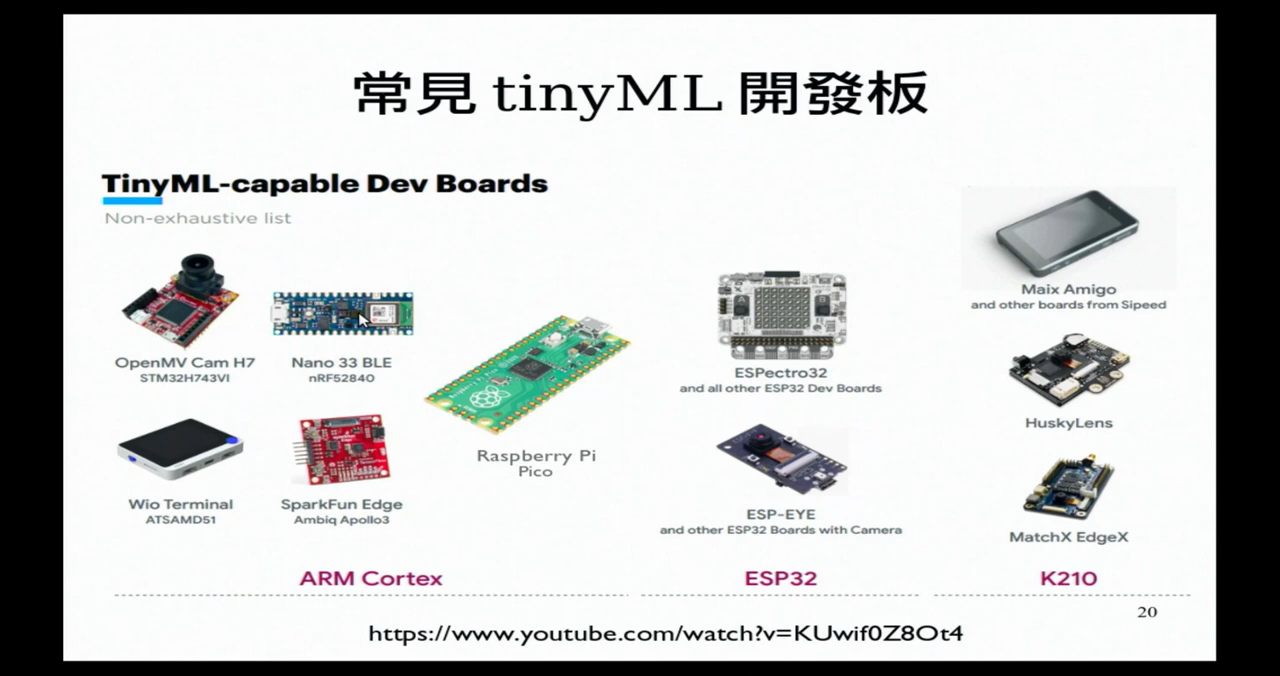 常見 tinyML 開發板
TinyML-capable Dev Boards
Non-exhaustive list
OpenMV Cam H7
STM32H743VI
Nano 33 BLE
nRF52840
Wio Terminal
ATSAMD51
SparkFun Edge
Ambiq Apollo3
Raspberry Pi
Pico
ARM Cortex
ESPectro32
and all other ESP32 Dev Boards
ESP-EYE
and other ESP32 Boards with Camera
ESP32
Maix Amigo
and other boards from Sipeed
HuskyLens
MatchX EdgeX
K210
20
https://www.youtube.com/watch?v=KUwif0Z8Ot4